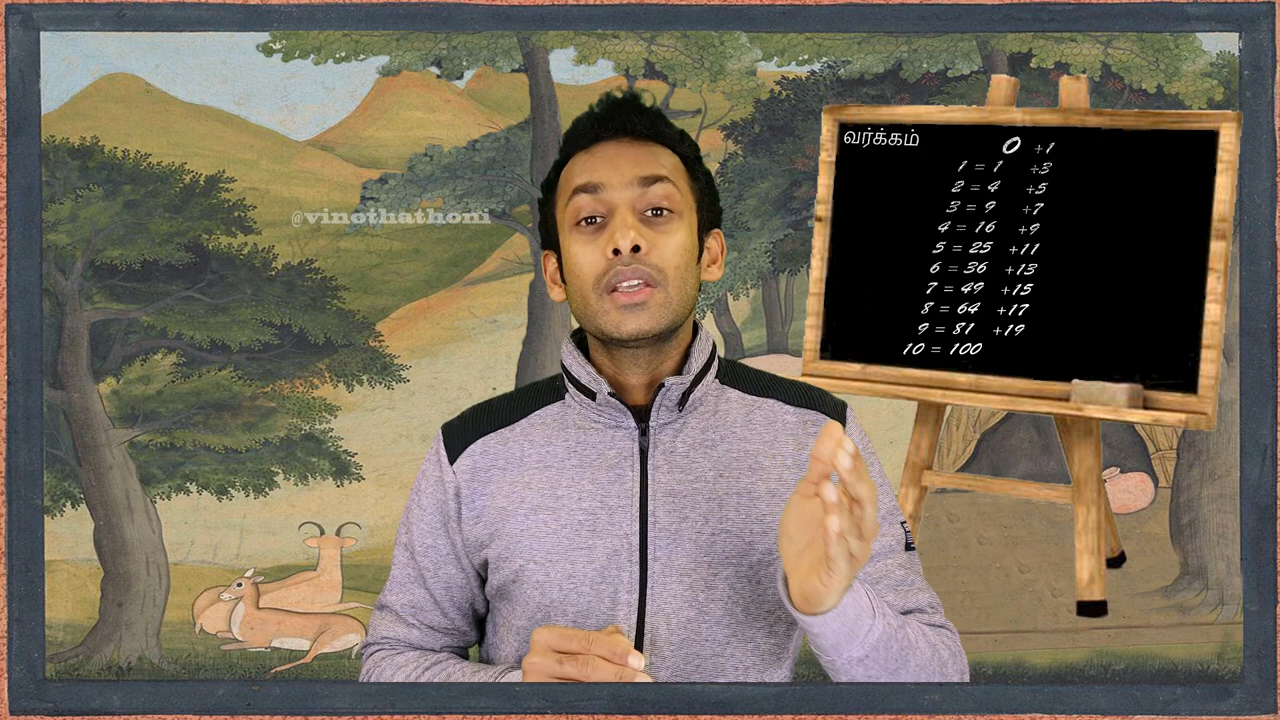 @vinothathoni
வர்க்கம்
0 +1
1 = 1 +3
2 = 4 +5
3 = 9 +7
4 = 16 +9
5 = 25 +11
6 = 36 +13
7 = 49 +15
8 = 64 +17
9 = 81 +19
10 = 100